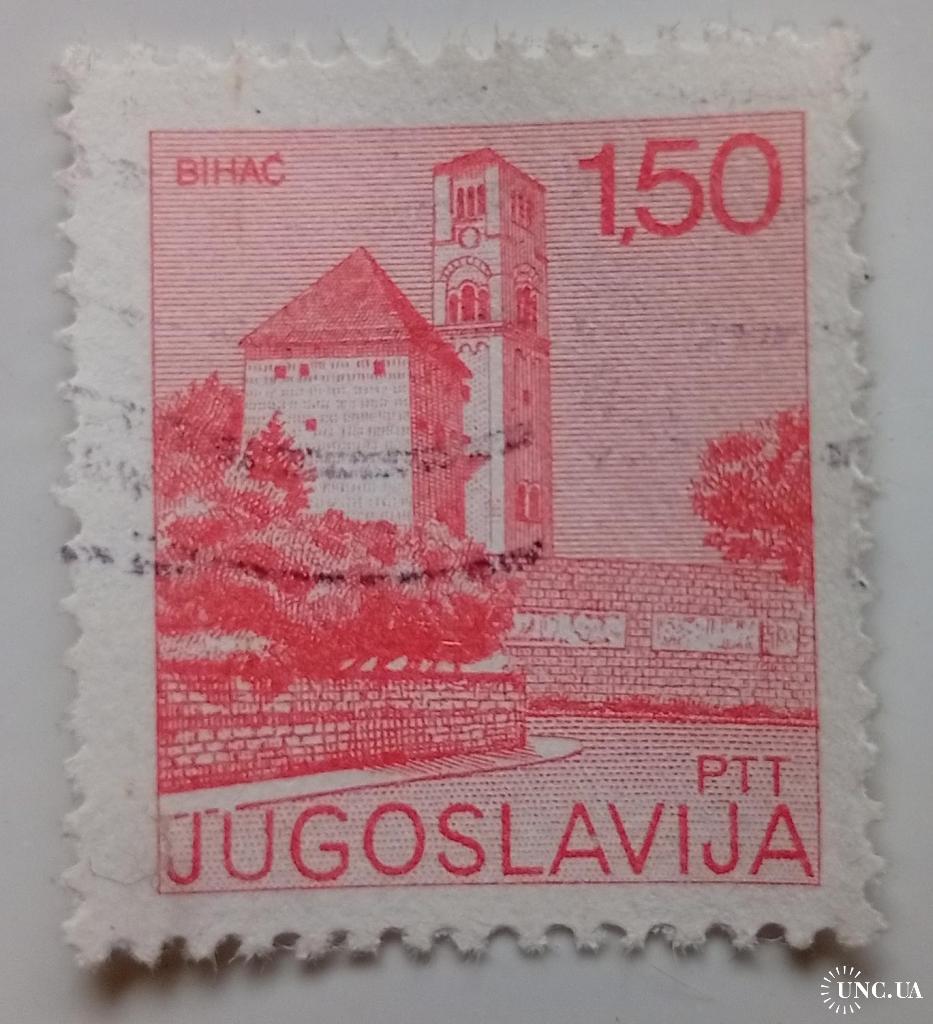 BIHAĆ
1,50
PTT
JUGOSLAVIJA
UNC.UA